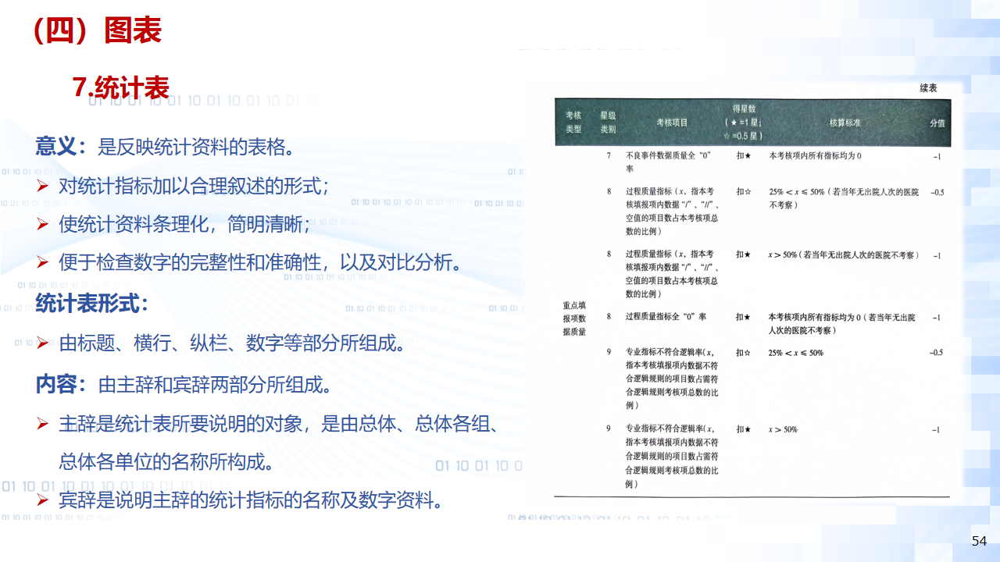 （四）图表
7.统计表
意义：是反映统计资料的表格。
➢ 对统计指标加以合理叙述的形式；
➢ 使统计资料条理化，简明清晰；
➢ 便于检查数字的完整性和准确性，以及对比分析。
统计表形式：
➢ 由标题、横行、纵栏、数字等部分所组成。
内容：由主辞和宾辞两部分所组成。
➢ 主辞是统计表所要说明的对象，是由总体、总体各组、
总体各单位的名称所构成。
➢ 宾辞是说明主辞的统计指标的名称及数字资料。
续表
考核
类型
星级
类别
考核项目
得星数
（★=1星；
☆=0.5星）
核算标准
分值
重点填
报项数
据质量
7 不良事件数据质量全“0” 扣★ 本考核项内所有指标均为0 -1
率
8 过程质量指标（x，指本考 扣☆ 25%＜x≤50%（若当年无出院人次的医院 -0.5
核填报项内数据“/”、“//”、 不考察）
空值的项目数占本考核项总
数的比例）
8 过程质量指标（x，指本考 扣★ x＞50%（若当年无出院人次的医院不考察） -1
核填报项内数据“/”、“//”、
空值的项目数占本考核项总
数的比例）
8 过程质量指标全“0”率 扣★ 本考核项内所有指标均为0（若当年无出院 -1
人次的医院不考察）
9 专业指标不符合逻辑率（x， 扣☆ 25%＜x≤50% -0.5
指本考核填报项内数据不符
合逻辑规则的项目数占需符
合逻辑规则考核项总数的比
例）
9 专业指标不符合逻辑率（x， 扣★ x＞50% -1
指本考核填报项内数据不符
合逻辑规则的项目数占需符
合逻辑规则考核项总数的比
例）
54